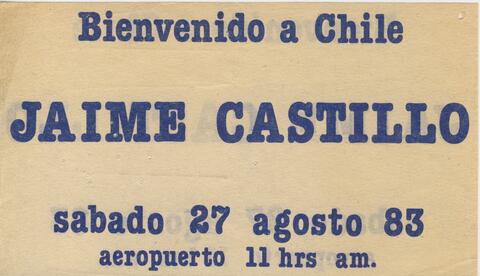 Bienvenido a Chile
JAIME CASTILLO
sabado 27 agosto 83
aeropuerto 11 hrs am.